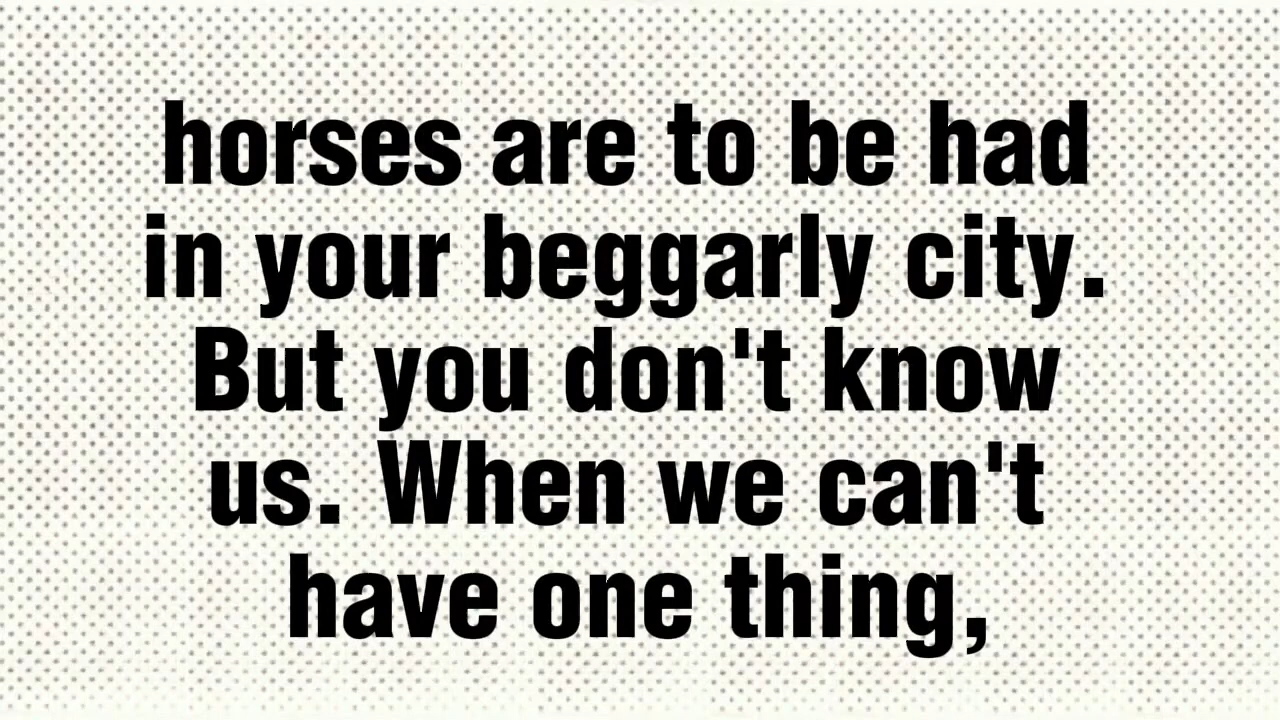 horses are to be had
in your beggarly city.
But you don't know
us. When we can't
have one thing,